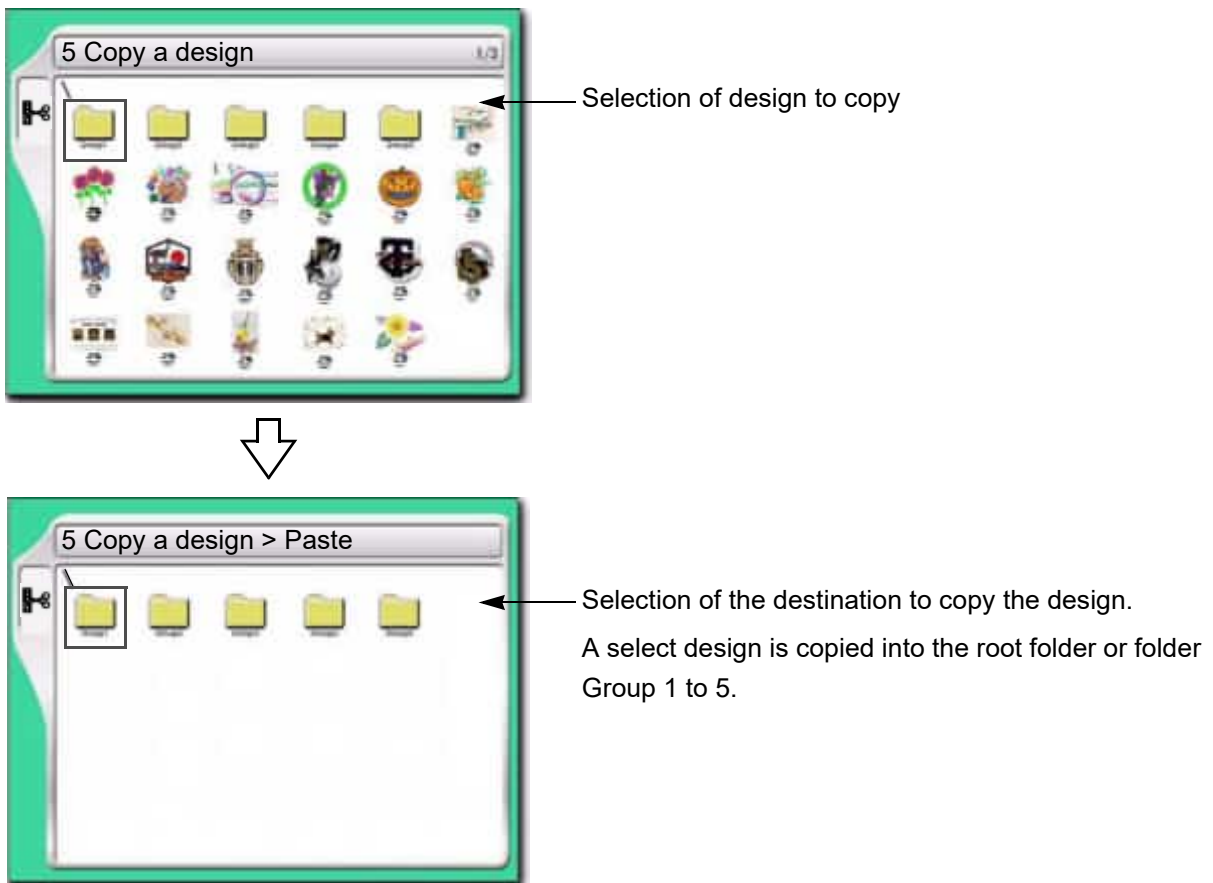 5 Copy a design
1/3
Selection of design to copy
5 Copy a design > Paste
Selection of the destination to copy the design.
A select design is copied into the root folder or folder
Group 1 to 5.